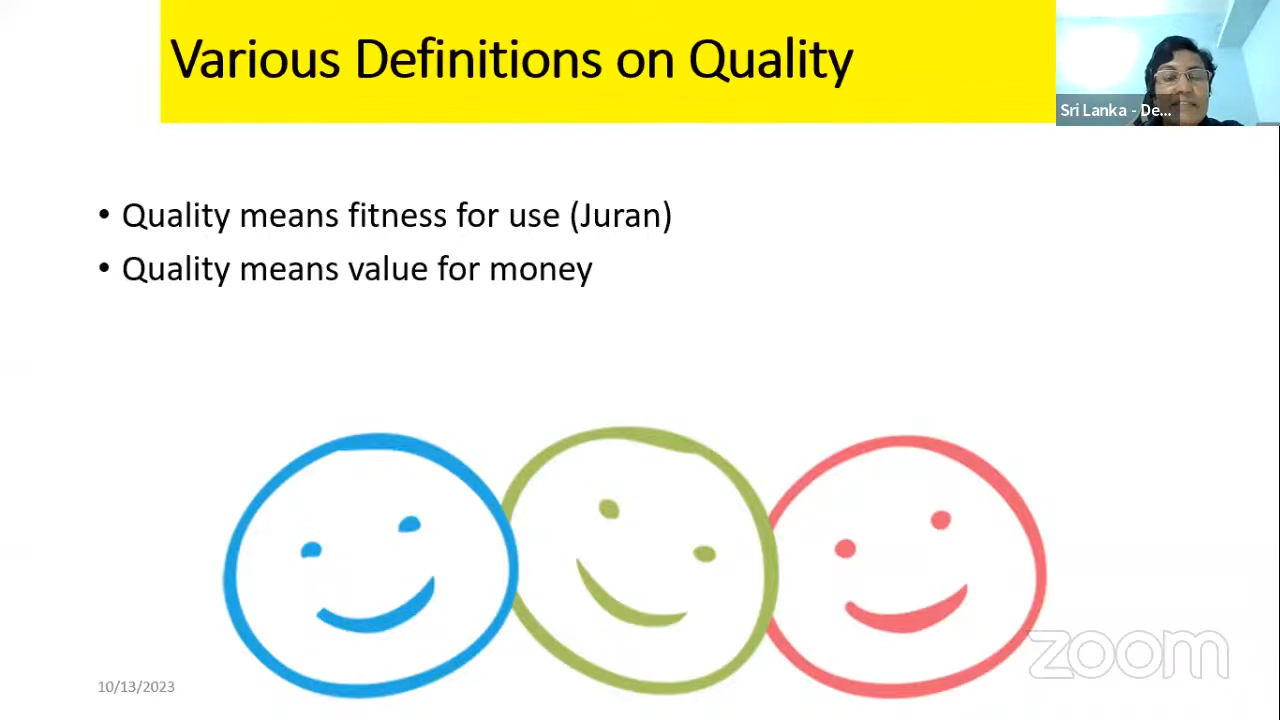 Various Definitions on Quality
Sri Lanka - De...
• Quality means fitness for use (Juran)
• Quality means value for money
10/13/2023
zoom